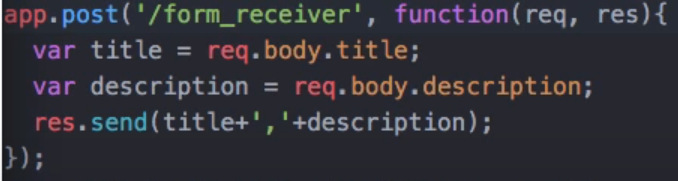 app.post('/form_receiver', function(req, res){
  var title = req.body.title;
  var description = req.body.description;
  res.send(title+','+description);
});